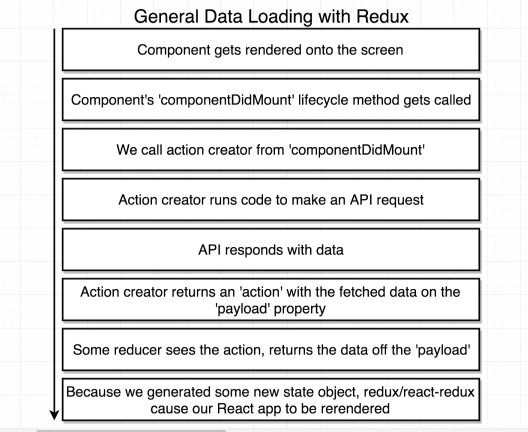 General Data Loading with Redux
Component gets rendered onto the screen
Component's 'componentDidMount' lifecycle method gets called
We call action creator from 'componentDidMount'
Action creator runs code to make an API request
API responds with data
Action creator returns an 'action' with the fetched data on the
'payload' property
Some reducer sees the action, returns the data off the 'payload'
Because we generated some new state object, redux/react-redux
cause our React app to be rerendered